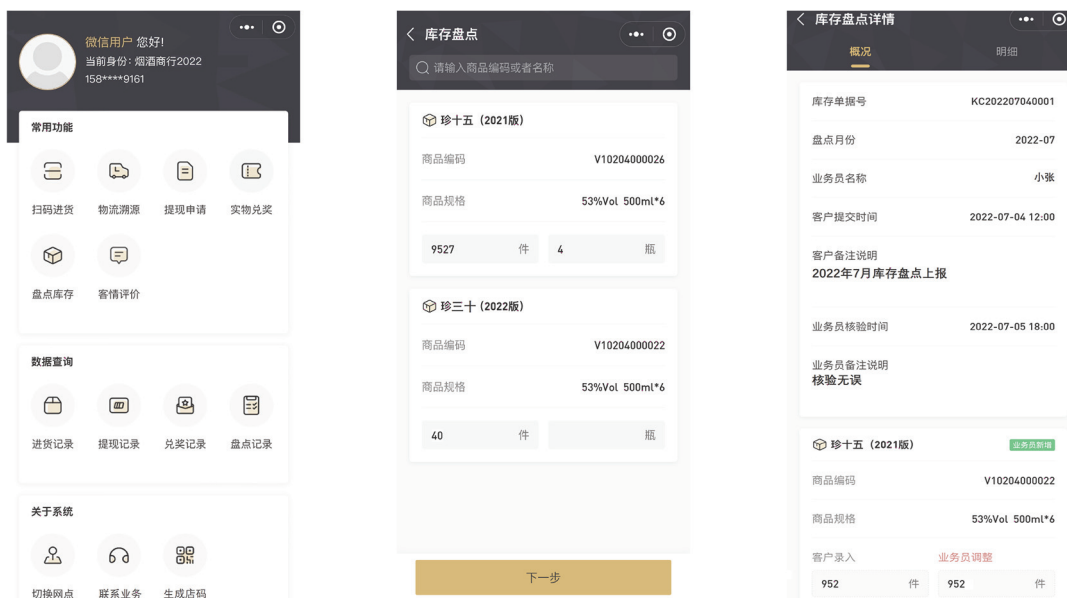 微信用户 您好!
当前身份: 烟酒商行2022
158****9161
常用功能
扫码进货 物流溯源 提现申请 实物兑奖
盘点库存 客情评价
数据查询
进货记录 提现记录 兑奖记录 盘点记录
关于系统
切换网点 联系业务 生成店码
库存盘点
请输入商品编码或者名称
珍十五（2021版）
商品编码 V10204000026
商品规格 53%Vol 500ml*6
9527 件 4 瓶
珍三十 (2022版)
商品编码 V10204000022
商品规格 53%Vol 500ml*6
40 件 瓶
下一步
库存盘点详情
概况 明细
库存单据号 KC202207040001
盘点月份 2022-07
业务员名称 小张
客户提交时间 2022-07-04 12:00
客户备注说明
2022年7月库存盘点上报
业务员核验时间 2022-07-05 18:00
业务员备注说明
核验无误
珍十五（2021版） 业务员新增
商品编码 V10204000022
商品规格 53%Vol 500ml*6
客户录入 业务员调整
952 件 952 件